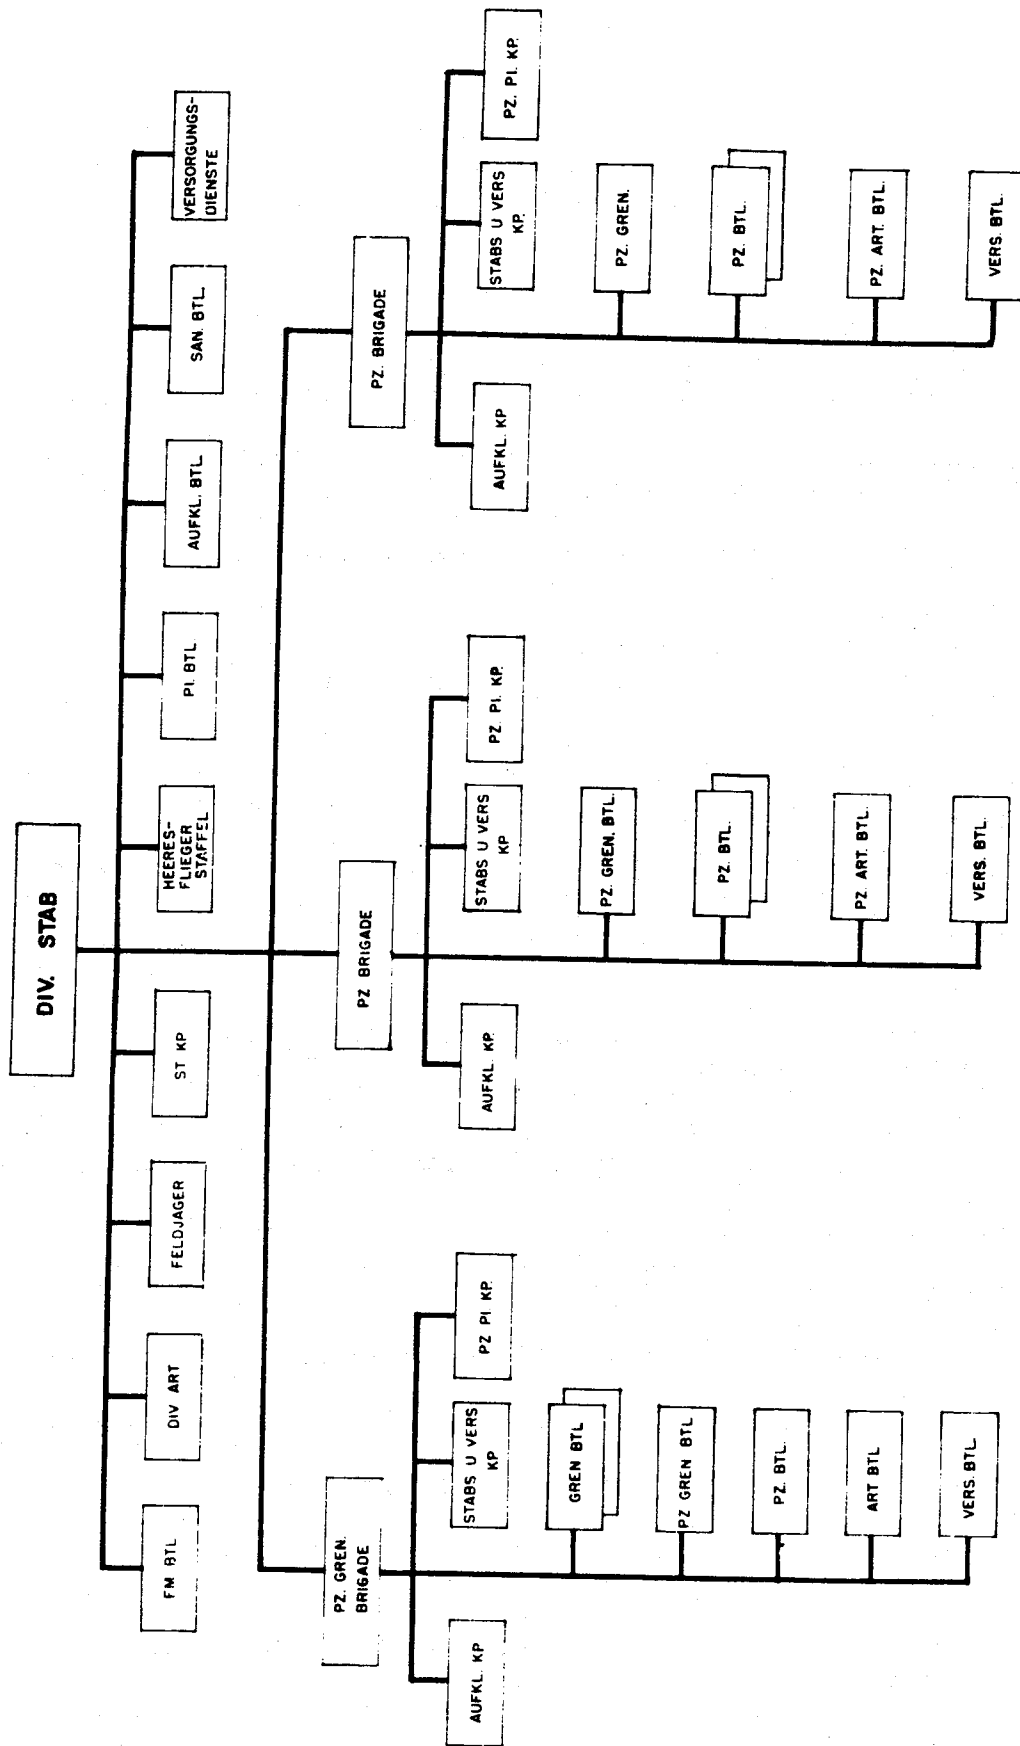 DIV. STAB
FM BTL
DIV ART
FELDJAGER
ST KP
HEERES-
FLIEGER
STAFFEL
PI. BTL.
AUFKL. BTL.
SAN. BTL.
VERSORGUNGS-
DIENSTE
PZ. GREN.
BRIGADE
AUFKL. KP
STABS U VERS
KP
PZ PI KP.
GREN BTL
PZ GREN BTL
PZ. BTL.
ART BTL
VERS. BTL.
PZ BRIGADE
AUFKL. KP.
STABS U VERS
KP
PZ. PI. KP.
PZ. GREN. BTL.
PZ. BTL.
PZ ART. BTL.
VERS. BTL.
PZ. BRIGADE
AUFKL. KP
STABS U VERS
KP.
PZ. PI. KP.
PZ. GREN.
PZ. BTL.
PZ. ART. BTL.
VERS. BTL.